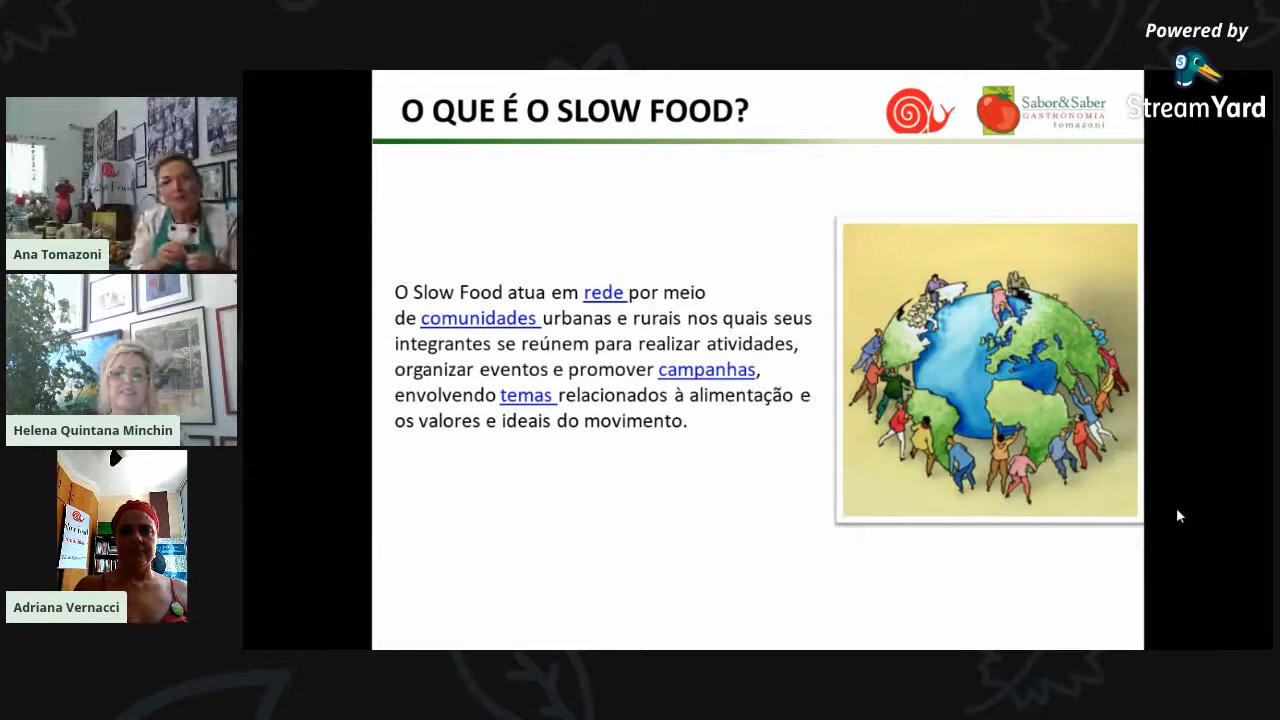 Powered by
StreamYard
O QUE É O SLOW FOOD?
Sabor&Saber
GASTRONOMIA
tomazoni
Ana Tomazoni
O Slow Food atua em rede por meio
de comunidades urbanas e rurais nos quais seus
integrantes se reúnem para realizar atividades,
organizar eventos e promover campanhas,
envolvendo temas relacionados à alimentação e
os valores e ideais do movimento.
Helena Quintana Minchin
Slow Food
Adriana Vernacci